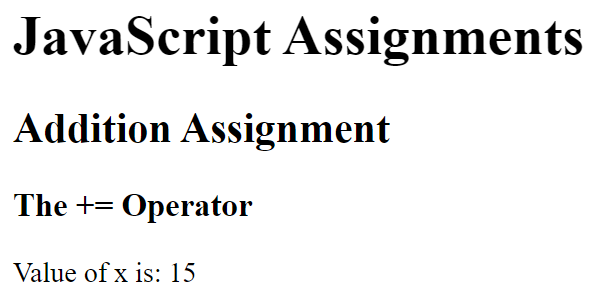 JavaScript Assignments
Addition Assignment
The += Operator
Value of x is: 15